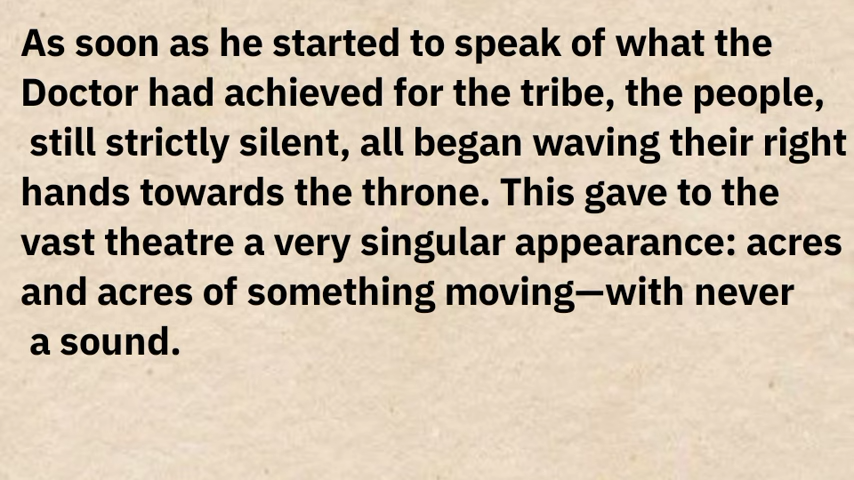 As soon as he started to speak of what the
Doctor had achieved for the tribe, the people,
still strictly silent, all began waving their right
hands towards the throne. This gave to the
vast theatre a very singular appearance: acres
and acres of something moving—with never
a sound.